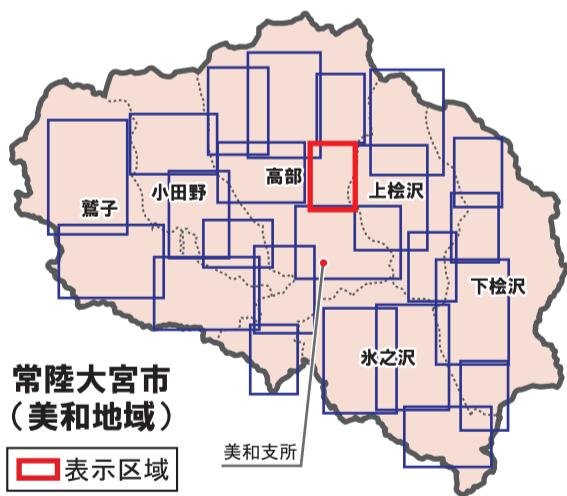 高部
上桧沢
小田野
鷲子
下桧沢
氷之沢
常陸大宮市
（美和地域）
美和支所
表示区域